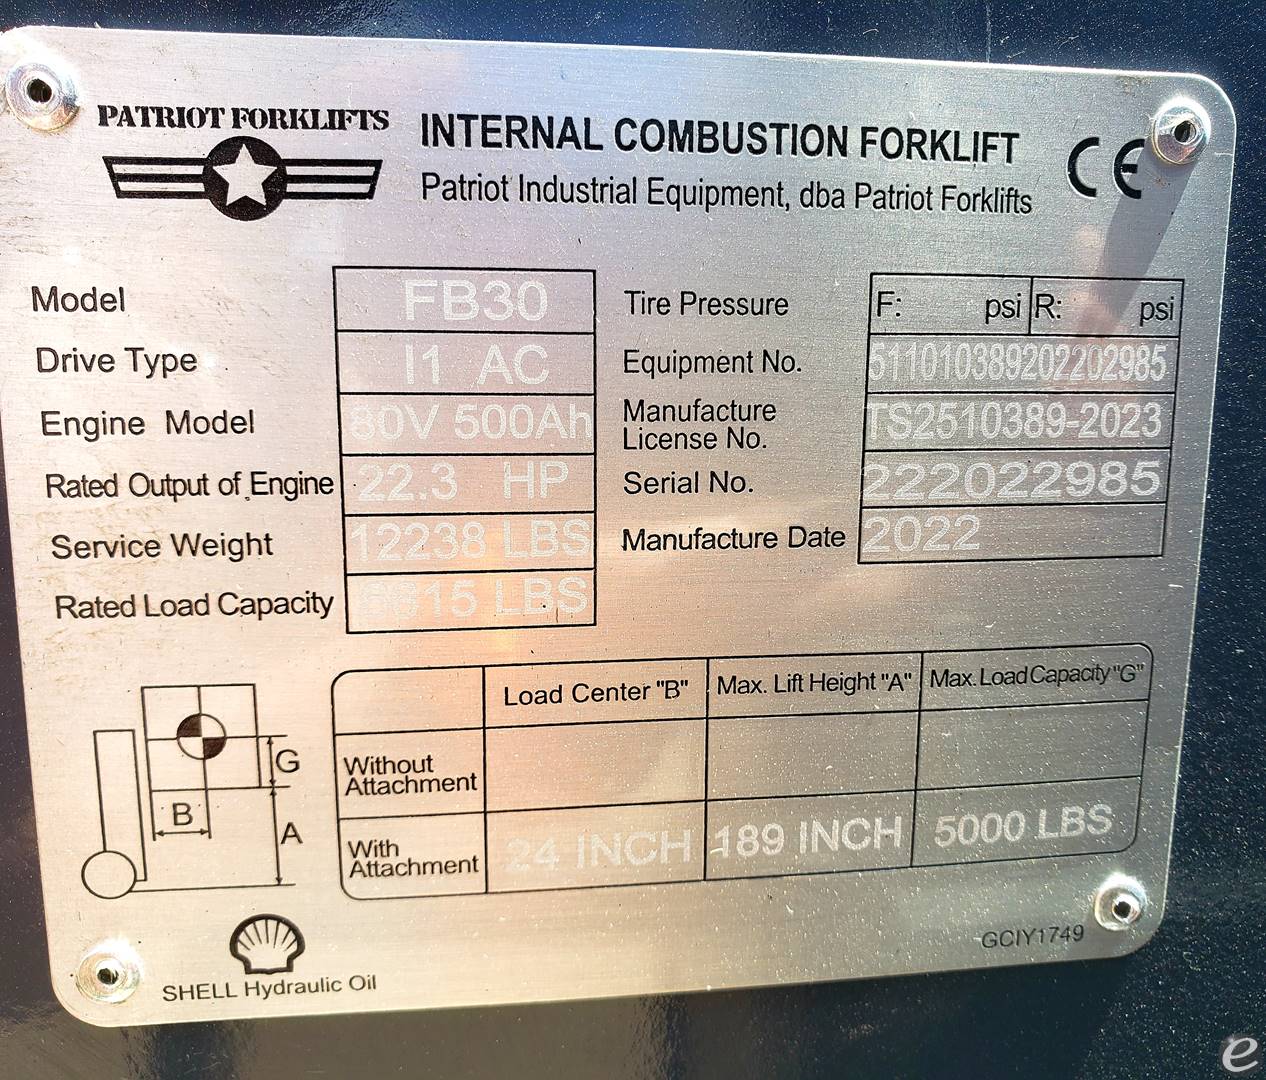 PATRIOT FORKLIFTS
INTERNAL COMBUSTION FORKLIFT
Patriot Industrial Equipment, dba Patriot Forklifts
CE
Model FB30
Drive Type I1 AC
Engine Model 80V 500Ah
Rated Output of Engine 22.3 HP
Service Weight 12238 LBS
Rated Load Capacity LBS
Tire Pressure F: psi R: psi
Equipment No. 511010389202202985
Manufacture License No. TS2510389-2023
Serial No. 222022985
Manufacture Date 2022
Load Center "B" Max. Lift Height "A" Max. Load Capacity "G"
Without Attachment
With Attachment 24 INCH 189 INCH 5000 LBS
G
B
A
SHELL Hydraulic Oil
GCIY1749
e